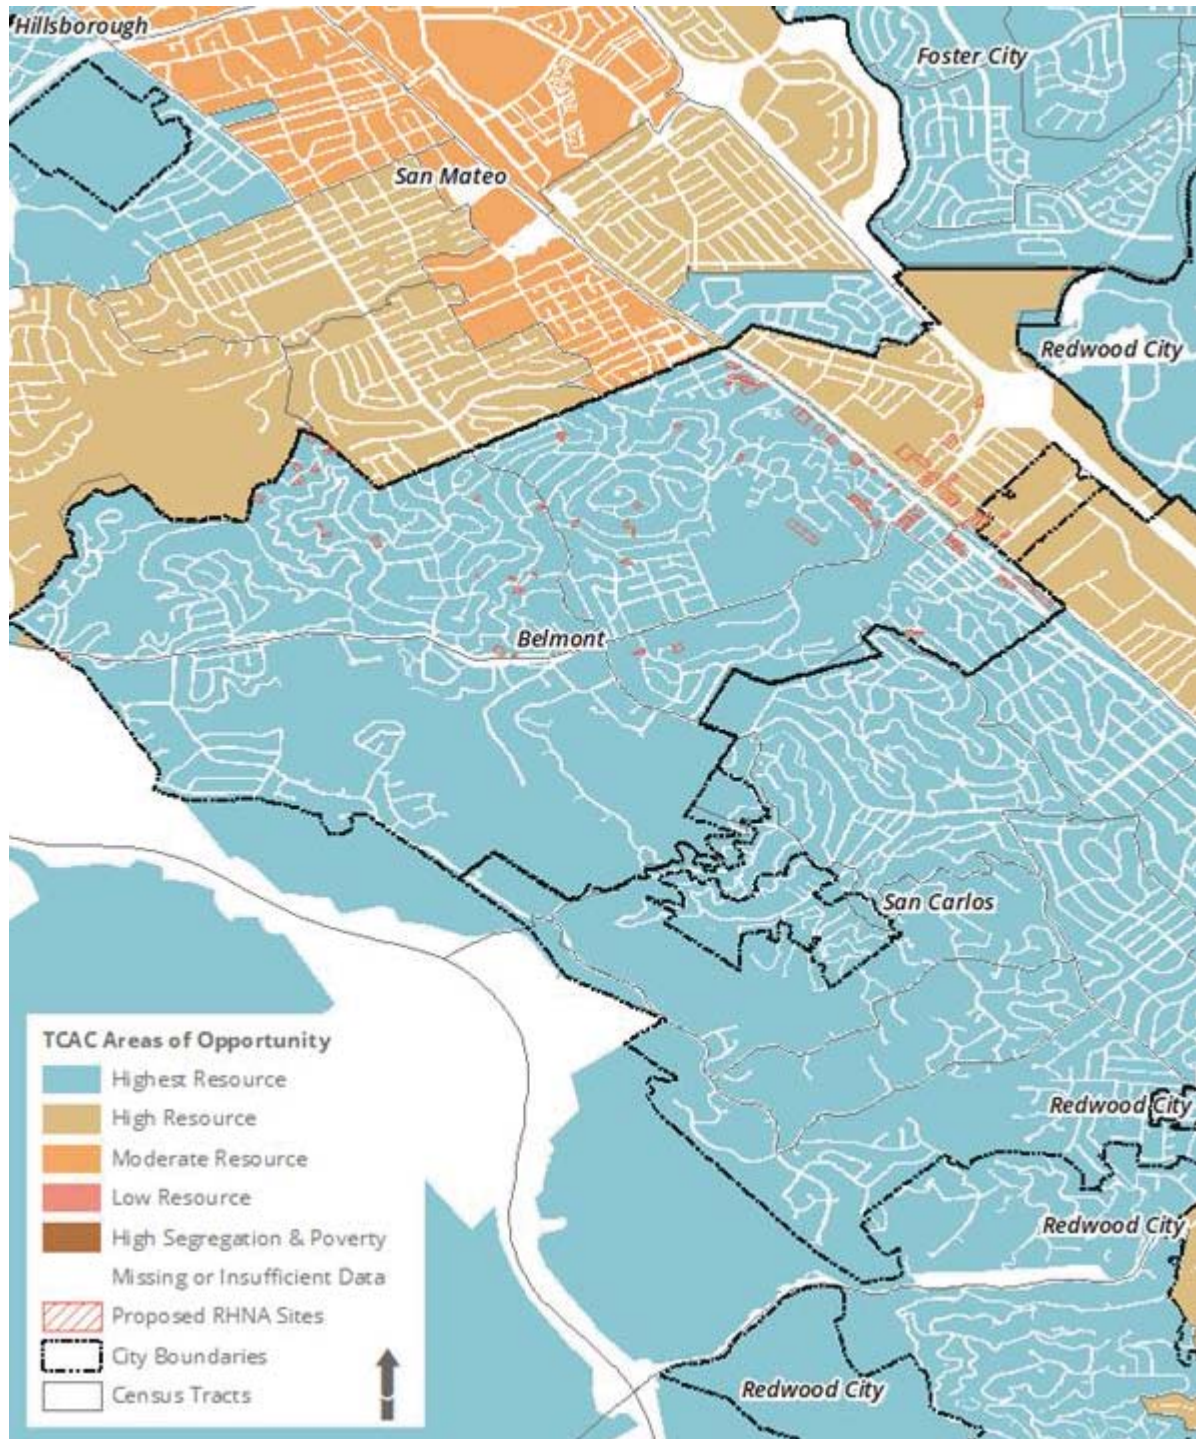 Hillsborough
Foster City
San Mateo
Redwood City
Belmont
San Carlos
TCAC Areas of Opportunity
Highest Resource
High Resource
Moderate Resource
Low Resource
High Segregation & Poverty
Missing or Insufficient Data
Proposed RHNA Sites
City Boundaries
Census Tracts
Redwood City
Redwood City
Redwood City